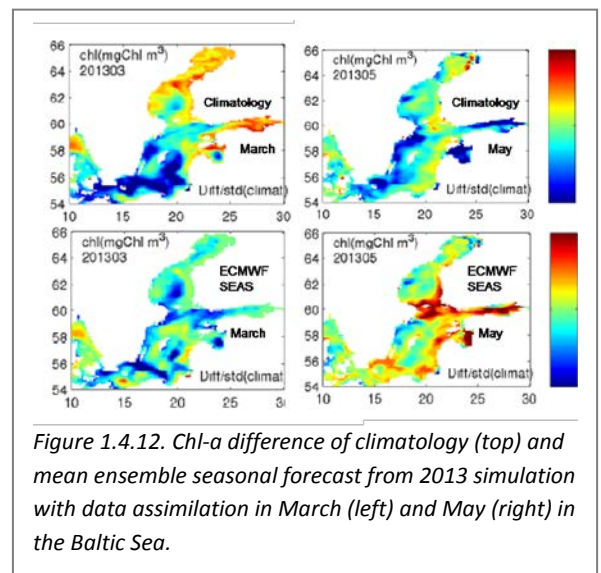 66
64
62
60
58
56
54
chl(mgChl m³)
201303
Climatology
March
Diff/std(climat)
10 15 20 25 30
66
64
62
60
58
56
54
chl(mgChl m³)
201305
Climatology
May
Diff/std(climat)
10 15 20 25 30
66
64
62
60
58
56
54
chl(mgChl m³)
201303
ECMWF
SEAS
March
Diff/std(climat)
10 15 20 25 30
66
64
62
60
58
56
54
chl(mgChl m³)
201305
ECMWF
SEAS
May
Diff/std(climat)
10 15 20 25 30
Figure 1.4.12. Chl-a difference of climatology (top) and
mean ensemble seasonal forecast from 2013 simulation
with data assimilation in March (left) and May (right) in
the Baltic Sea.